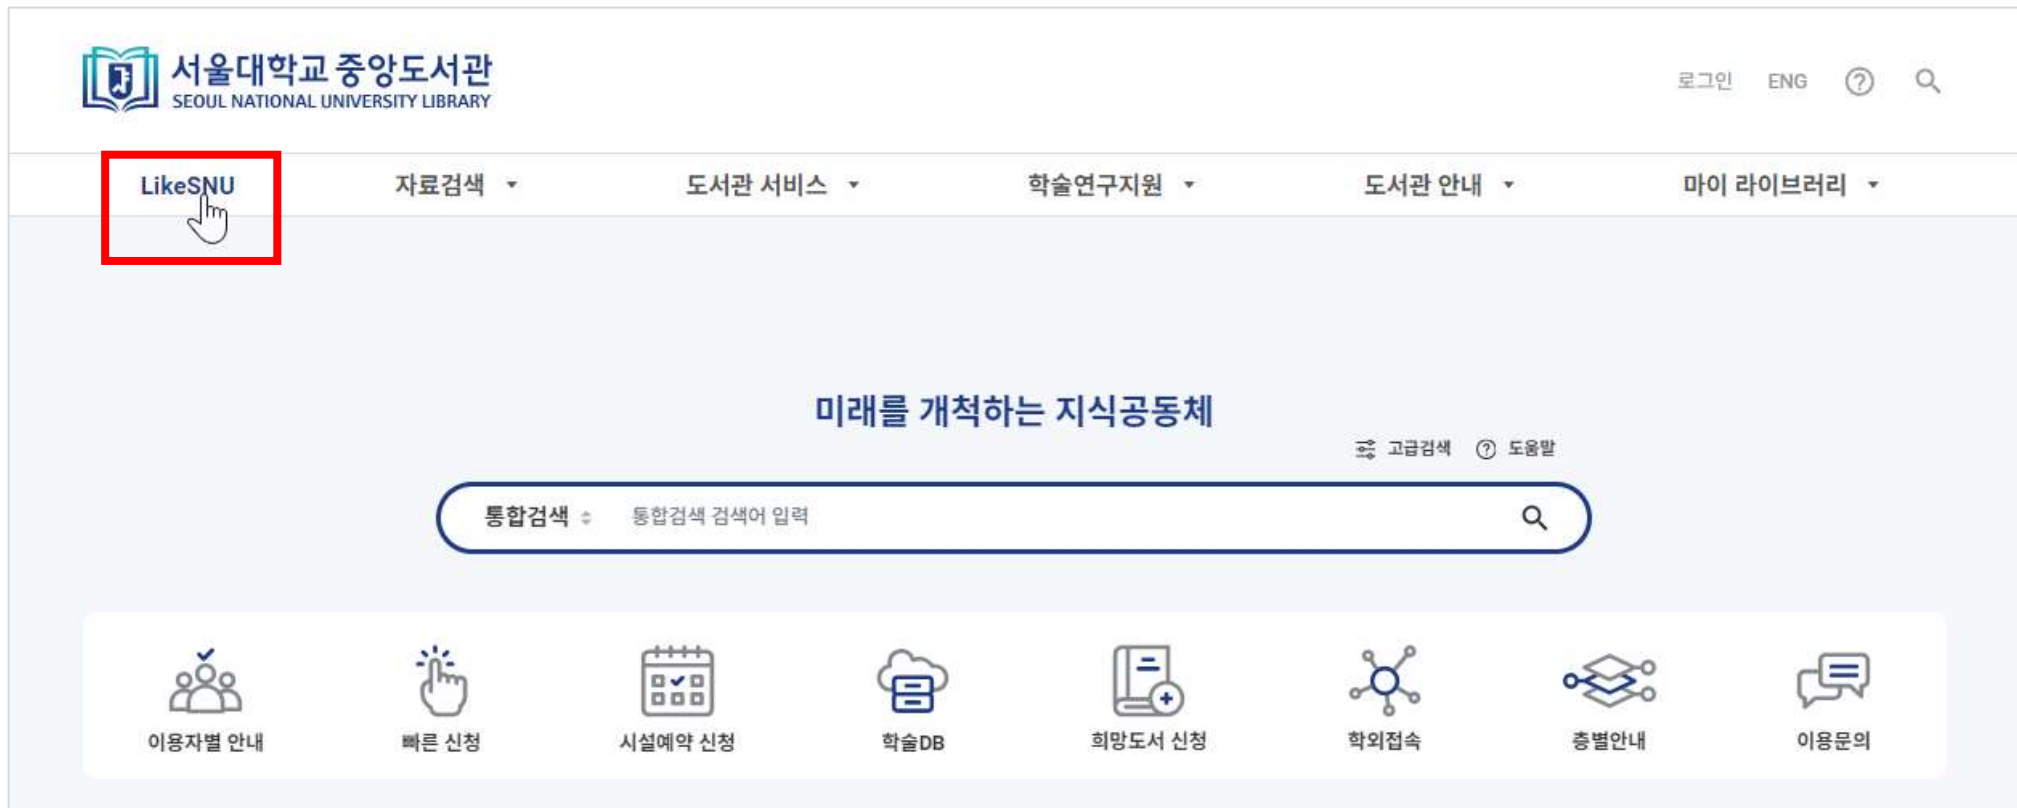 서울대학교 중앙도서관
SEOUL NATIONAL UNIVERSITY LIBRARY
로그인 ENG
LikeSNU 자료검색 도서관 서비스 학술연구지원 도서관 안내 마이 라이브러리
미래를 개척하는 지식공동체
고급검색 도움말
통합검색 통합검색 검색어 입력
이용자별 안내 빠른 신청 시설예약 신청 학술DB 희망도서 신청 학외접속 층별안내 이용문의